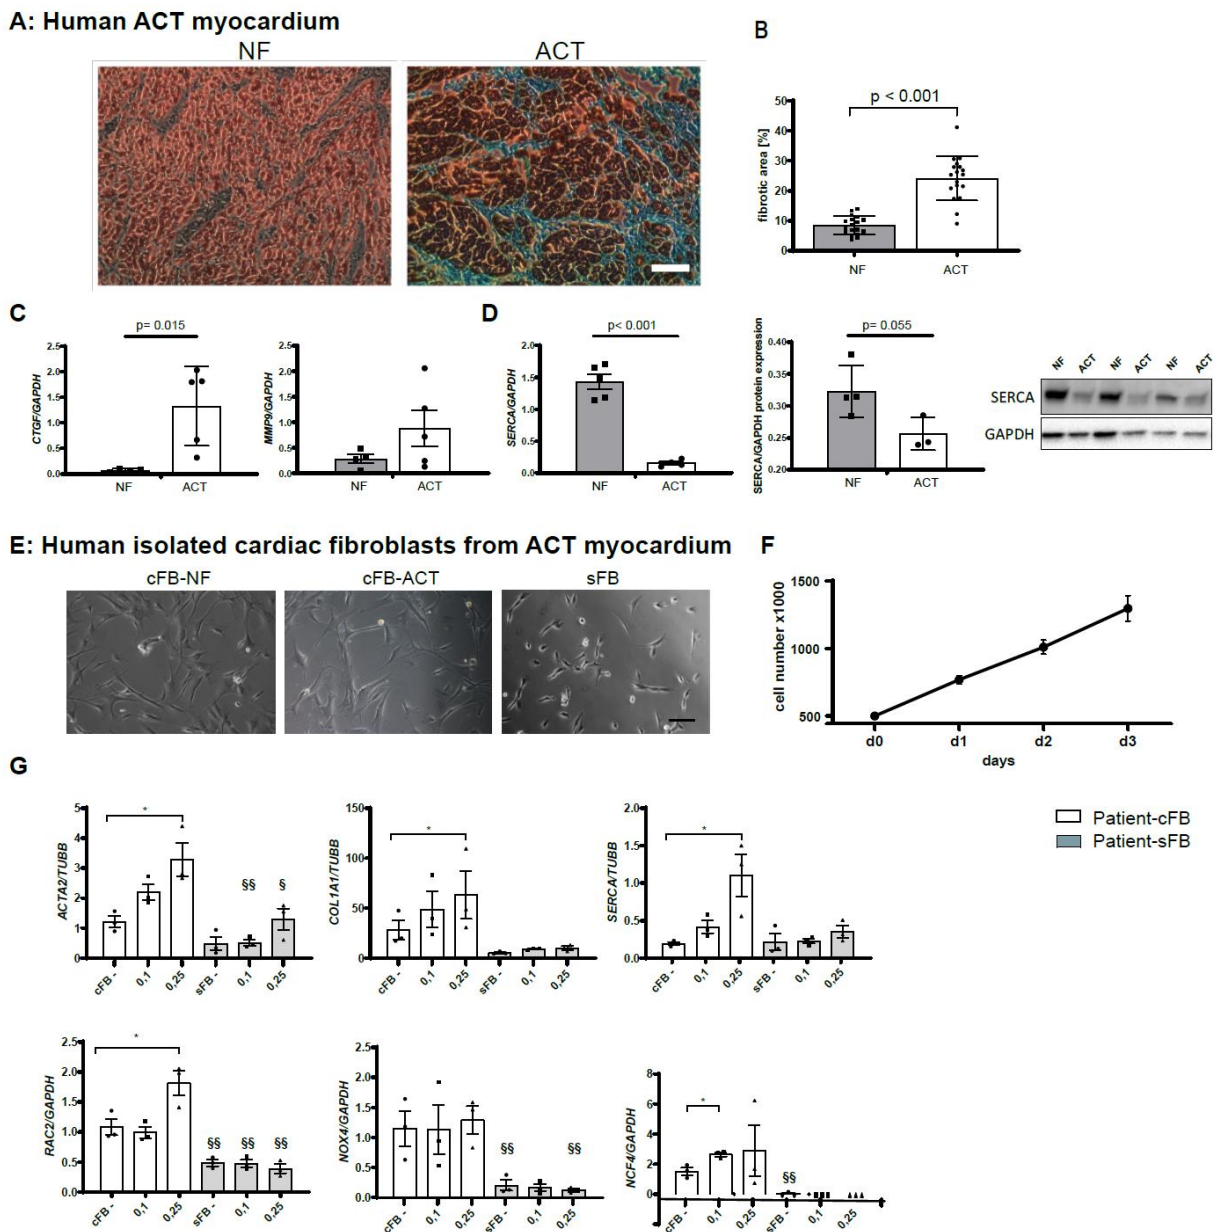 A: Human ACT myocardium
NF
ACT
B
p < 0.001
fibrotic area [%]
50
40
30
20
10
0
NF
ACT
C
p= 0.015
CTGF/GAPDH
2.5
2.0
1.5
1.0
0.5
0.0
NF
ACT
MMP9/GAPDH
2.5
2.0
1.5
1.0
0.5
0.0
NF
ACT
D
p< 0.001
SERCA/GAPDH
2.0
1.5
1.0
0.5
0.0
NF
ACT
p= 0.055
SERCA/GAPDH protein expression
0.40
0.35
0.30
0.25
0.20
NF
ACT
NF ACT NF ACT NF ACT
SERCA
GAPDH
E: Human isolated cardiac fibroblasts from ACT myocardium
cFB-NF
cFB-ACT
sFB
F
cell number x1000
1500
1000
500
d0 d1 d2 d3
days
G
ACTA2/TUBB
5
4
3
2
1
0
*
§§ §
cFB - 0,1 0,25 sFB - 0,1 0,25
COL1A1/TUBB
150
100
50
0
*
cFB - 0,1 0,25 sFB - 0,1 0,25
SERCA/TUBB
2.0
1.5
1.0
0.5
0.0
*
cFB - 0,1 0,25 sFB - 0,1 0,25
Patient-cFB
Patient-sFB
RAC2/GAPDH
2.5
2.0
1.5
1.0
0.5
0.0
*
§§ §§ §§
cFB - 0,1 0,25 sFB - 0,1 0,25
NOX4/GAPDH
2.5
2.0
1.5
1.0
0.5
0.0
§§ §§
cFB - 0,1 0,25 sFB - 0,1 0,25
NCF4/GAPDH
8
6
4
2
0
*
§§
cFB - 0,1 0,25 sFB - 0,1 0,25